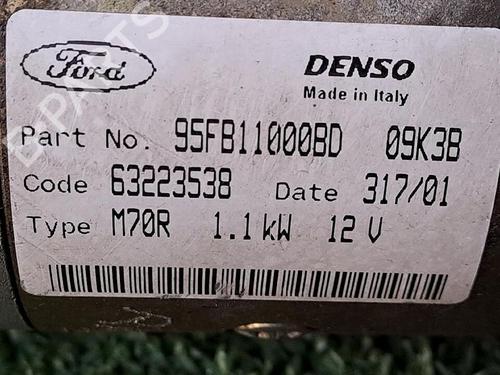 Ford
DENSO
Made in Italy
Part No. 95FB11000BD 09K3B
Code 63223538 Date 317/01
Type M70R 1.1 kW 12 V